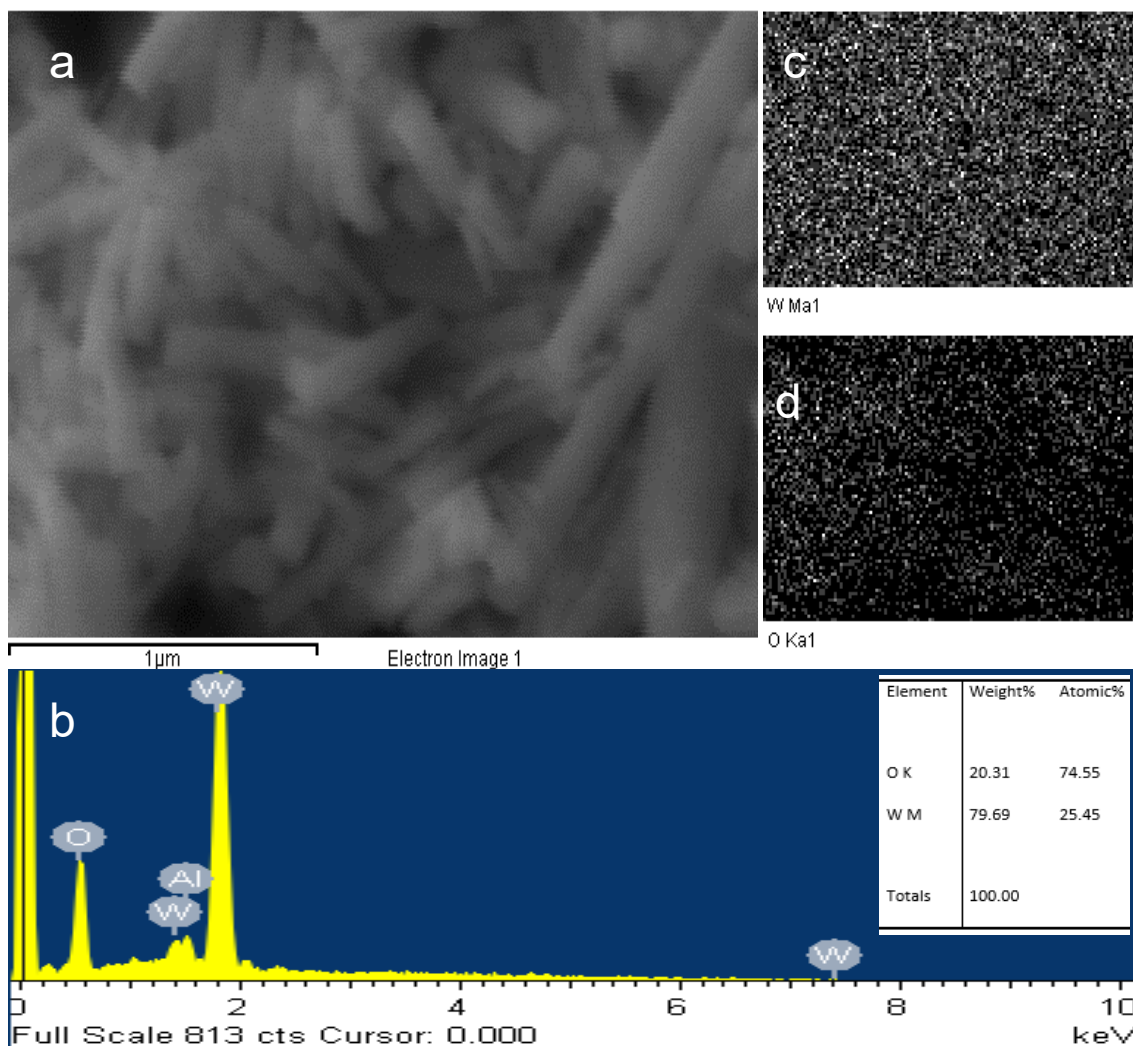 a
1µm
Electron Image 1
c
W Ma1
d
O Ka1
b
O
W
Al
W
W
Element Weight% Atomic%
O K 20.31 74.55
W M 79.69 25.45
Totals 100.00
0 2 4 6 8 10
Full Scale 813 cts Cursor: 0.000 keV